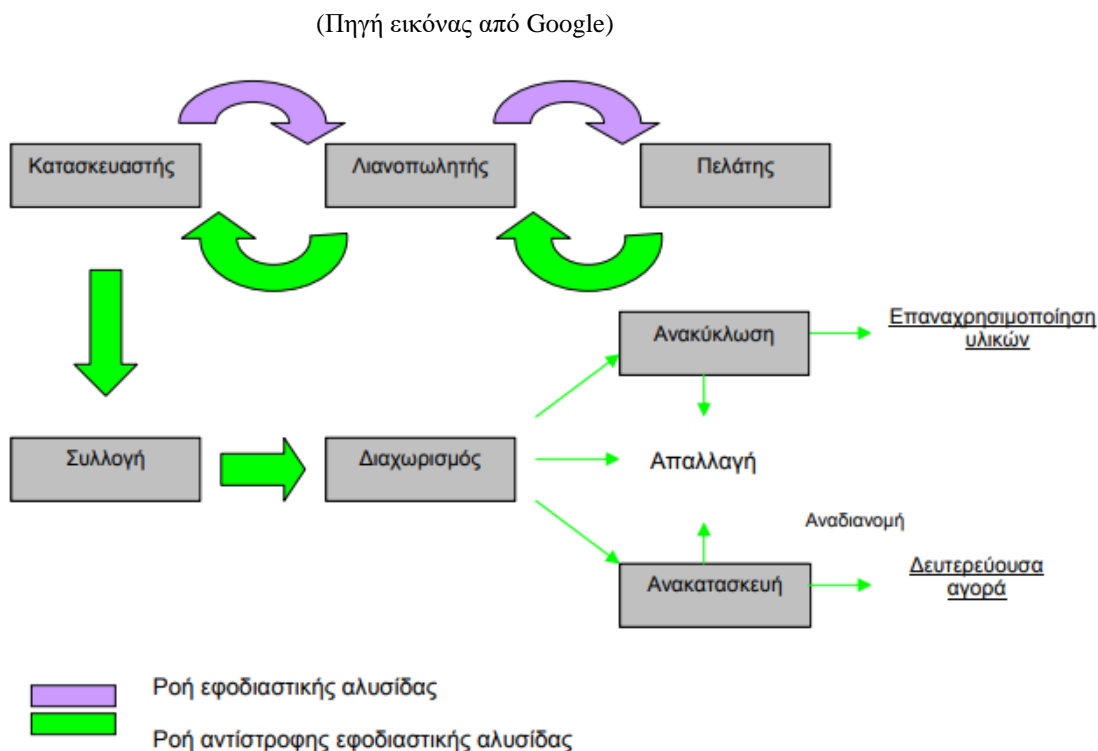 (Πηγή εικόνας από Google)
Κατασκευαστής
Λιανοπωλητής
Πελάτης
Ανακύκλωση
Επαναχρησιμοποίηση
υλικών
Συλλογή
Διαχωρισμός
Απαλλαγή
Αναδιανομή
Ανακατασκευή
Δευτερεύουσα
αγορά
Ροή εφοδιαστικής αλυσίδας
Ροή αντίστροφης εφοδιαστικής αλυσίδας